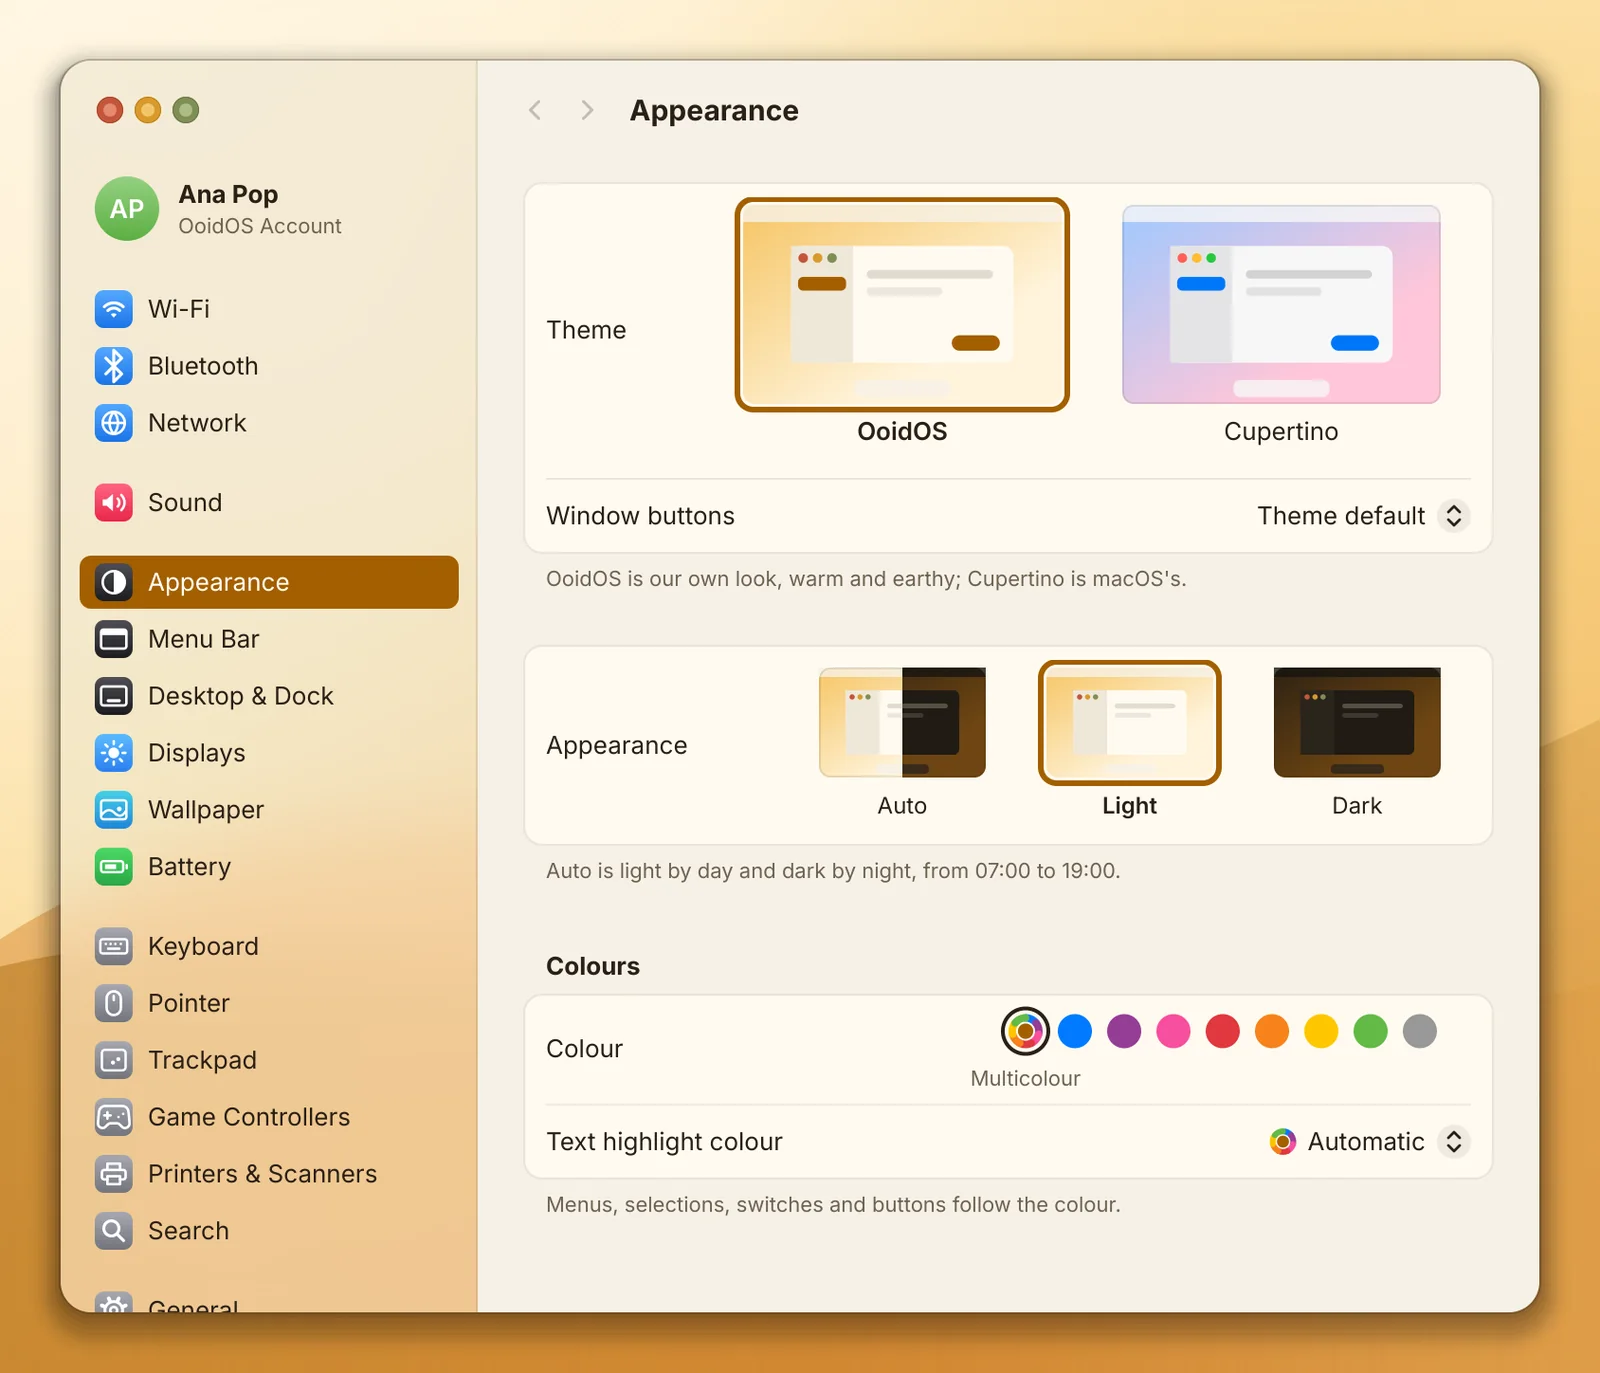 Appearance
AP
Ana Pop
OoidOS Account
Wi-Fi
Bluetooth
Network
Sound
Appearance
Menu Bar
Desktop & Dock
Displays
Wallpaper
Battery
Keyboard
Pointer
Trackpad
Game Controllers
Printers & Scanners
Search
General
Theme
OoidOS
Cupertino
Window buttons
Theme default
OoidOS is our own look, warm and earthy; Cupertino is macOS's.
Appearance
Auto
Light
Dark
Auto is light by day and dark by night, from 07:00 to 19:00.
Colours
Colour
Multicolour
Text highlight colour
Automatic
Menus, selections, switches and buttons follow the colour.